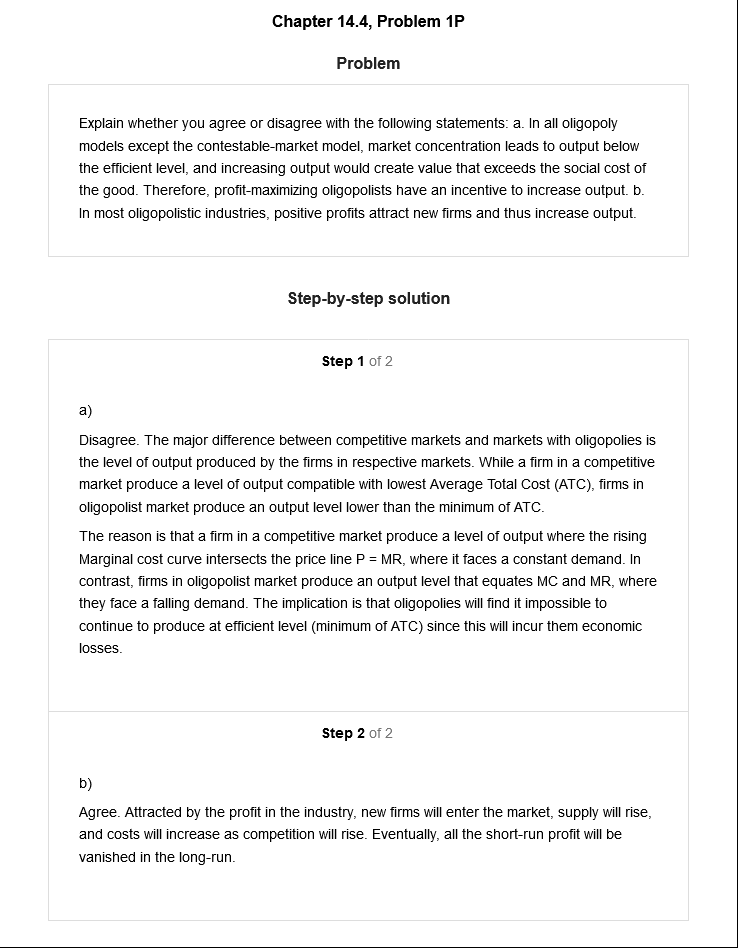 Chapter 14.4, Problem 1P
Problem
Explain whether you agree or disagree with the following statements: a. In all oligopoly
models except the contestable-market model, market concentration leads to output below
the efficient level, and increasing output would create value that exceeds the social cost of
the good. Therefore, profit-maximizing oligopolists have an incentive to increase output. b.
In most oligopolistic industries, positive profits attract new firms and thus increase output.
Step-by-step solution
Step 1 of 2
a)
Disagree. The major difference between competitive markets and markets with oligopolies is
the level of output produced by the firms in respective markets. While a firm in a competitive
market produce a level of output compatible with lowest Average Total Cost (ATC), firms in
oligopolist market produce an output level lower than the minimum of ATC.
The reason is that a firm in a competitive market produce a level of output where the rising
Marginal cost curve intersects the price line P = MR, where it faces a constant demand. In
contrast, firms in oligopolist market produce an output level that equates MC and MR, where
they face a falling demand. The implication is that oligopolies will find it impossible to
continue to produce at efficient level (minimum of ATC) since this will incur them economic
losses.
Step 2 of 2
b)
Agree. Attracted by the profit in the industry, new firms will enter the market, supply will rise,
and costs will increase as competition will rise. Eventually, all the short-run profit will be
vanished in the long-run.